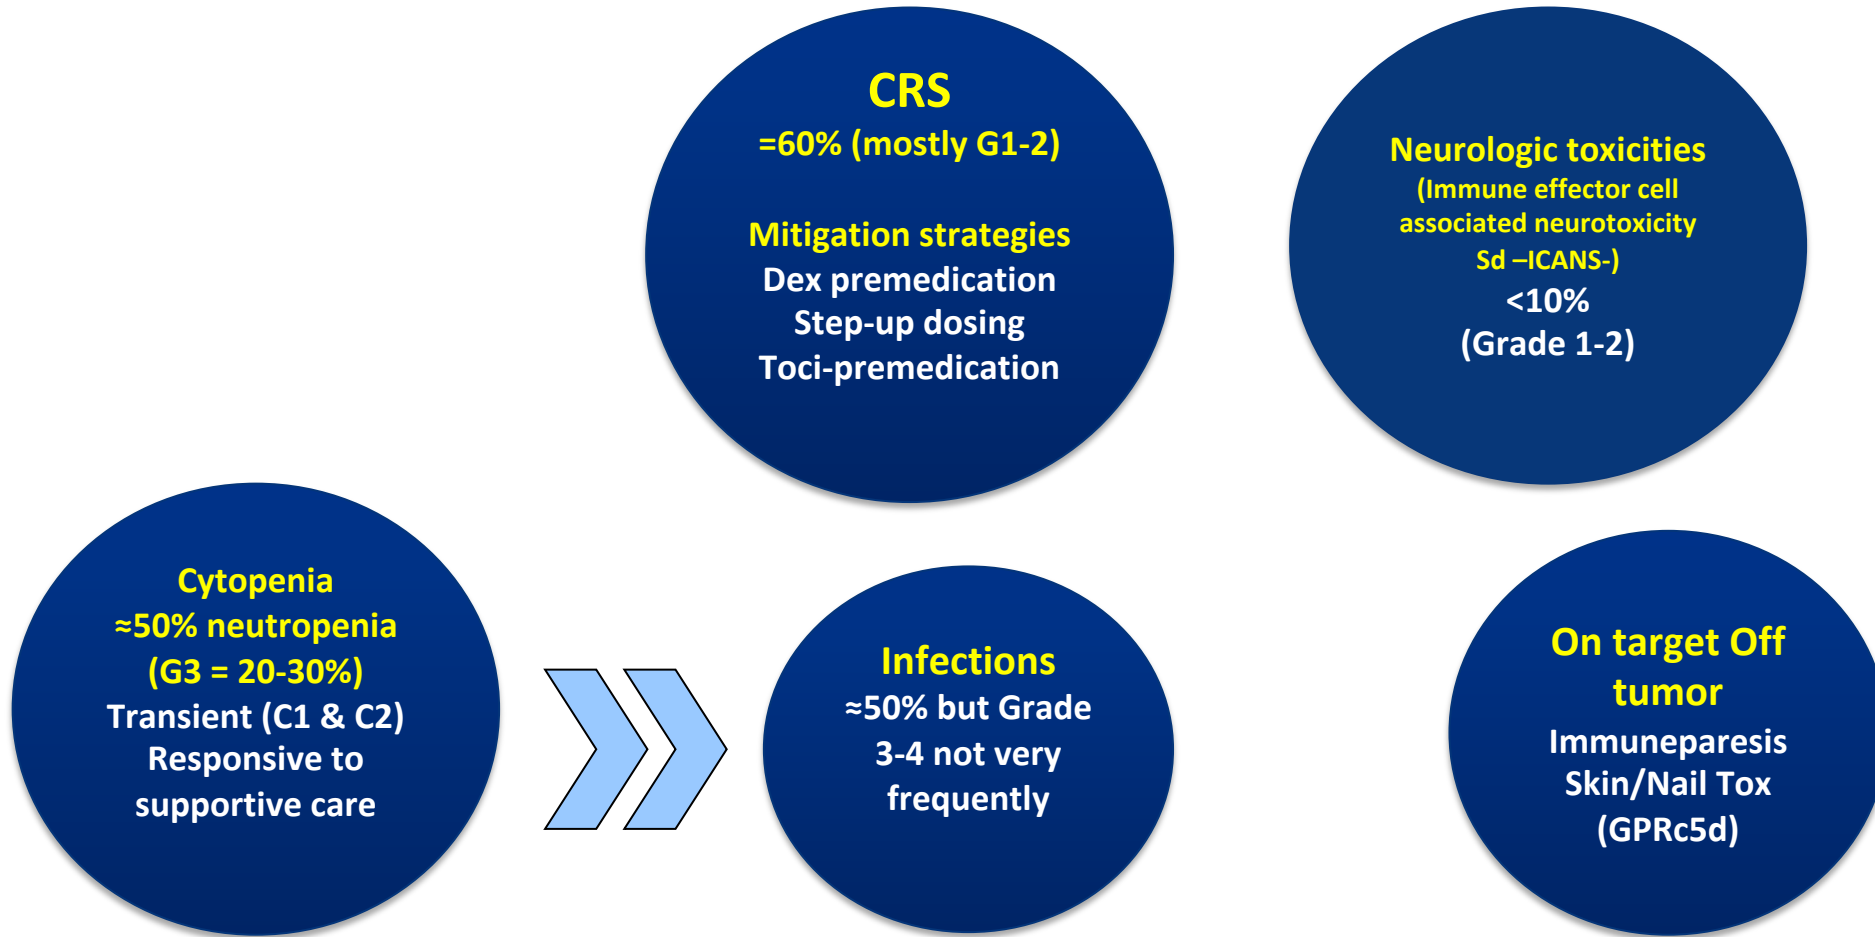 CRS
=60% (mostly G1-2)
Mitigation strategies
Dex premedication
Step-up dosing
Toci-premedication
Neurologic toxicities
(Immune effector cell
associated neurotoxicity
Sd –ICANS-)
<10%
(Grade 1-2)
Cytopenia
≈50% neutropenia
(G3 = 20-30%)
Transient (C1 & C2)
Responsive to
supportive care
Infections
≈50% but Grade
3-4 not very
frequently
On target Off
tumor
Immuneparesis
Skin/Nail Tox
(GPRc5d)